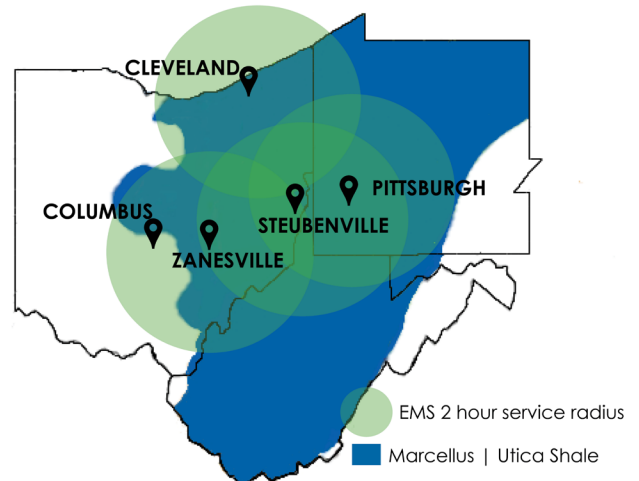 CLEVELAND
PITTSBURGH
COLUMBUS
STEUBENVILLE
ZANESVILLE
EMS 2 hour service radius
Marcellus | Utica Shale